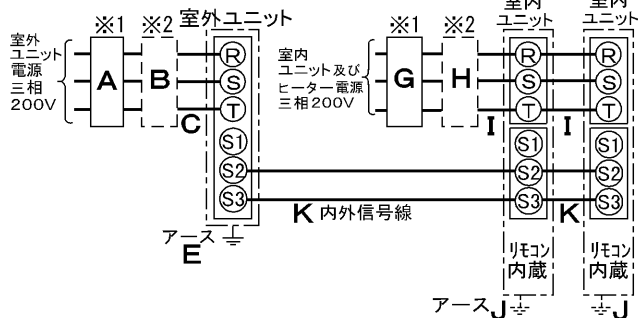 ※1 ※2 室外ユニット
室外
ユニット
電源
三相
200V
A B
C
R
S
T
S1
S2
S3
アース
E
※1 ※2
室内
ユニット及び
ヒーター電源
三相200V
G H
I I
室内
ユニット
R
S
T
S1
S2
S3
リモコン
内蔵
室内
ユニット
R
S
T
S1
S2
S3
リモコン
内蔵
K 内外信号線
K
アース J J